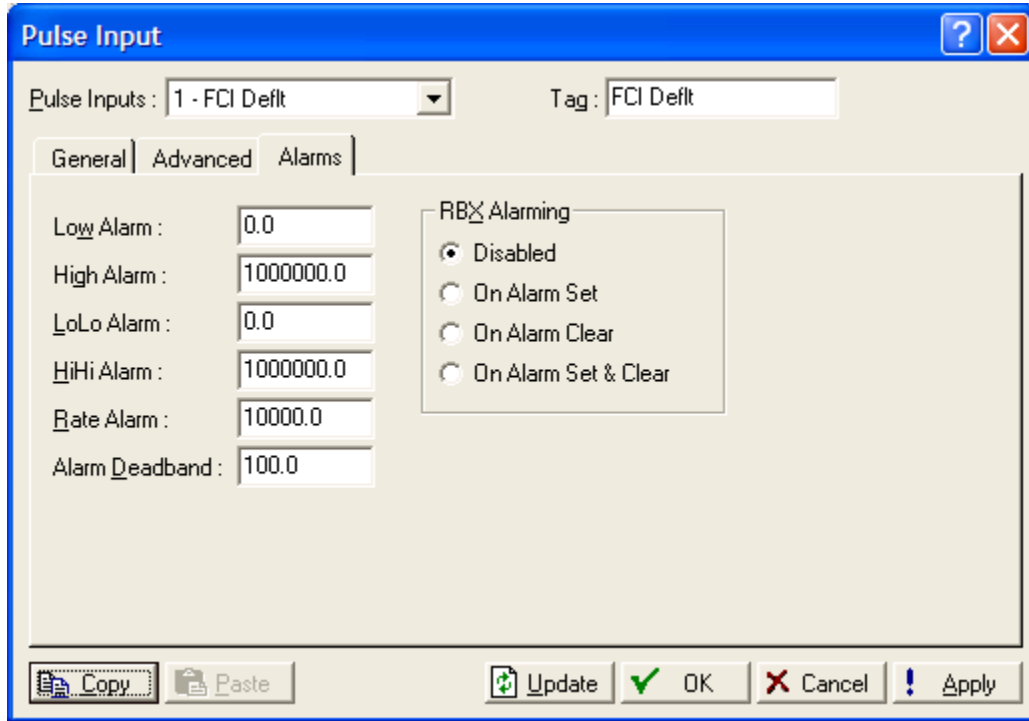 Pulse Input
Pulse Inputs : 1 - FCI Deflt Tag : FCI Deflt
General Advanced Alarms
Low Alarm : 0.0
High Alarm : 1000000.0
LoLo Alarm : 0.0
HiHi Alarm : 1000000.0
Rate Alarm : 10000.0
Alarm Deadband : 100.0
RBX Alarming
Disabled
On Alarm Set
On Alarm Clear
On Alarm Set & Clear
Copy Paste Update OK Cancel ! Apply